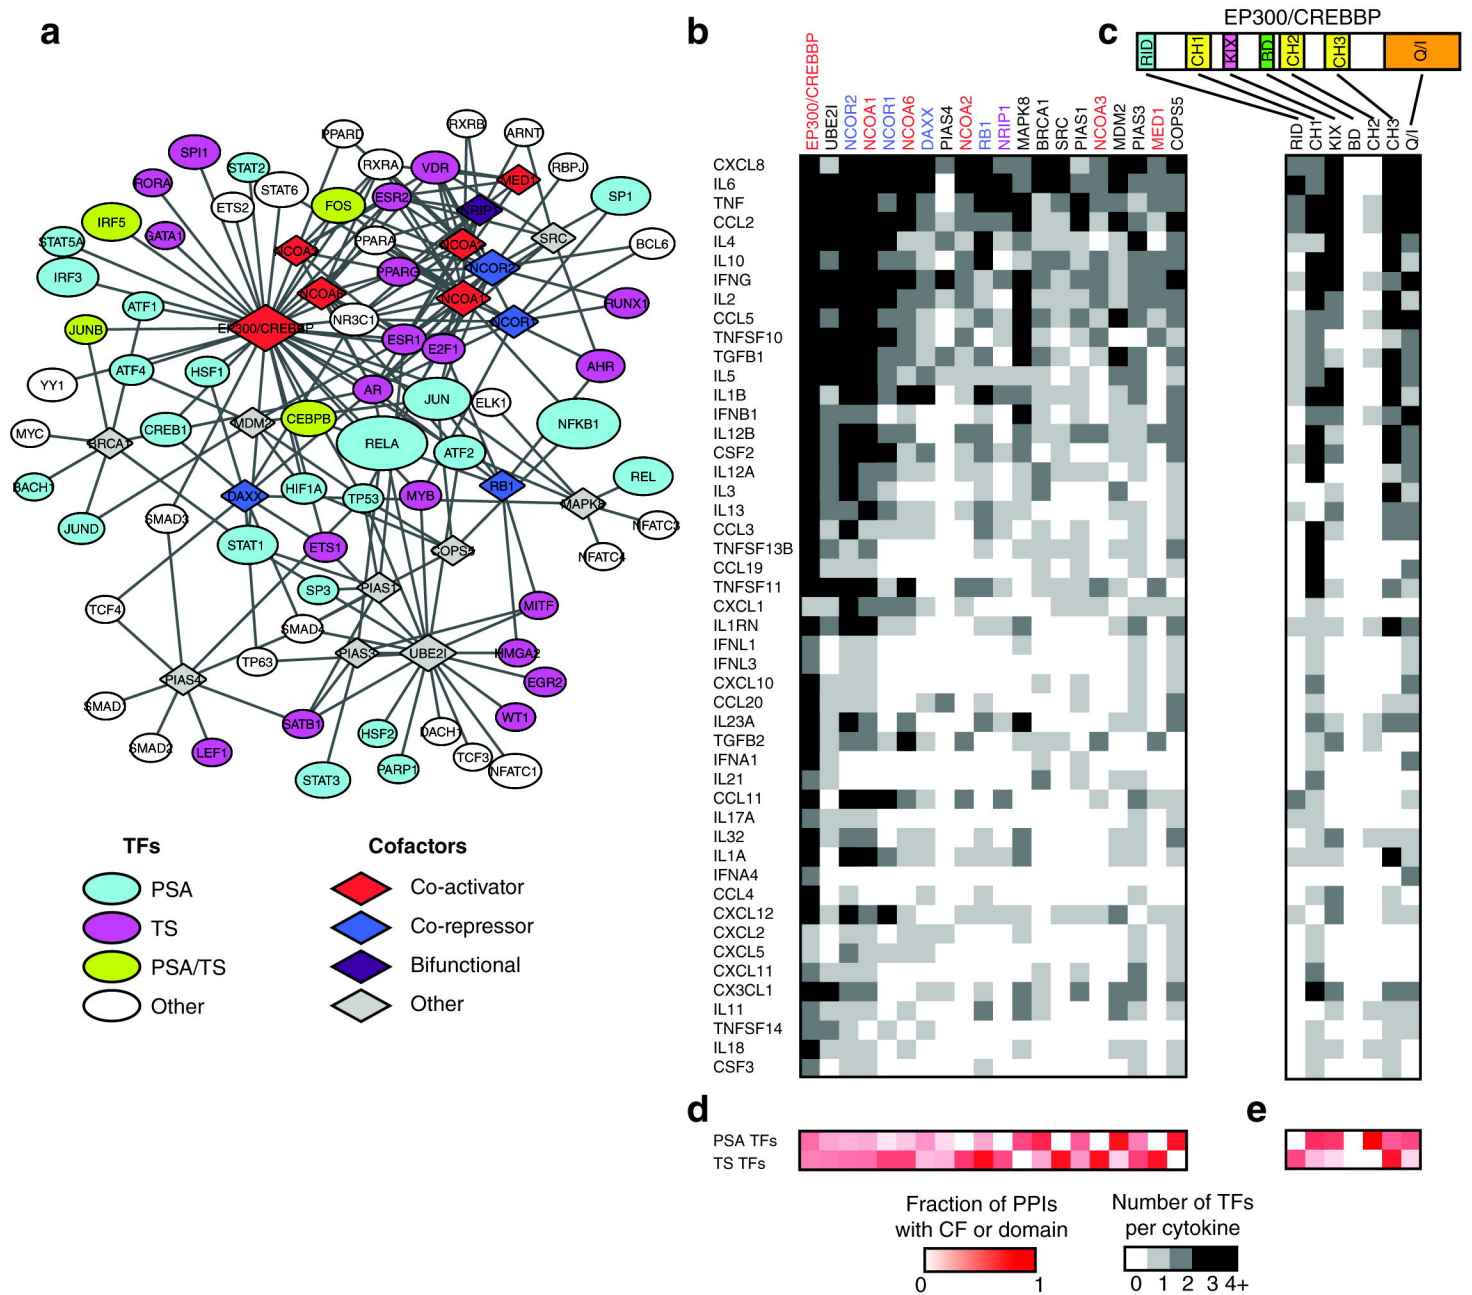 a
b
c
EP300/CREBBP
RID
CH1
KIX
BD
CH2
CH3
Q/I
EP300/CREBBP
UBE2I
NCOR2
NCOA1
NCOR1
NCOA6
DAXX
PIAS4
NCOA2
RB1
NRIP1
MAPK8
BRCA1
SRC
PIAS1
NCOA3
MDM2
PIAS3
MED1
COPS5
RID
CH1
KIX
BD
CH2
CH3
Q/I
RXRB
PPARD
ARNT
SPI1
STAT2
RXRA
VDR
RBPJ
MED1
RORA
STAT6
ESR2
SP1
ETS2
FOS
NRIP1
IRF5
GATA1
STAT5A
PPARA
SRC
BCL6
IRF3
PPARG
NCOR2
ATF1
NCOA6
NCOA1
RUNX1
JUNB
EP300/CREBBP
NR3C1
NCOR1
ESR1
E2F1
ATF4
HSF1
AHR
YY1
AR
JUN
ELK1
MYC
BRCA1
CREB1
MDM2
CEBPB
RELA
NFKB1
ATF2
BACH1
DAXX
HIF1A
TP53
MYB
RB1
REL
MAPK8
JUND
SMAD3
NFATC3
STAT1
ETS1
COPS5
NFATC4
SP3
PIAS1
TCF4
MITF
SMAD4
TP63
PIAS3
UBE2I
HMGA2
PIAS4
EGR2
SMAD1
SATB1
WT1
SMAD2
LEF1
HSF2
DACH1
STAT3
PARP1
TCF3
NFATC1
TFs
PSA
TS
PSA/TS
Other
Cofactors
Co-activator
Co-repressor
Bifunctional
Other
CXCL8
IL6
TNF
CCL2
IL4
IL10
IFNG
IL2
CCL5
TNFSF10
TGFB1
IL5
IL1B
IFNB1
IL12B
CSF2
IL12A
IL3
IL13
CCL3
TNFSF13B
CCL19
TNFSF11
CXCL1
IL1RN
IFNL1
IFNL3
CXCL10
CCL20
IL23A
TGFB2
IFNA1
IL21
CCL11
IL17A
IL32
IL1A
IFNA4
CCL4
CXCL12
CXCL2
CXCL5
CXCL11
CX3CL1
IL11
TNFSF14
IL18
CSF3
d
e
PSA TFs
TS TFs
Fraction of PPIs
with CF or domain
0 1
Number of TFs
per cytokine
0 1 2 3 4+